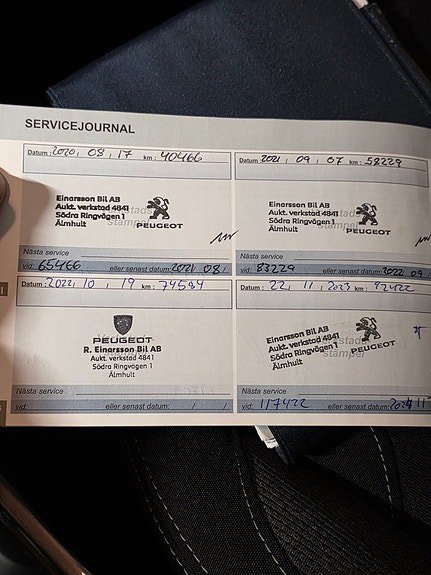 SERVICEJOURNAL
Datum: 2020, 08, 17 km: 40466
Einarsson Bil AB
Aukt. verkstad 4841
Södra Ringvägen 1
Älmhult
PEUGEOT
Nästa service
vid: 65466 eller senast datum: 2021 08 /
Datum: 2021, 09, 07 km: 58229
Einarsson Bil AB
Aukt. verkstad 4841
Södra Ringvägen 1
Älmhult
PEUGEOT
Nästa service
vid: 83229 eller senast datum: 2022 09 /
Datum: 2022, 10, 19 km: 74584
PEUGEOT
R. Einarsson Bil AB
Aukt. verkstad 4841
Södra Ringvägen 1
Älmhult
Nästa service
vid: eller senast datum: / /
Datum: 22, 11, 2023 km: 92422
Einarsson Bil AB
Aukt. verkstad 4841
Södra Ringvägen 1
Älmhult
stämpel
PEUGEOT
Nästa service
vid: 117422 eller senast datum: 2024 11